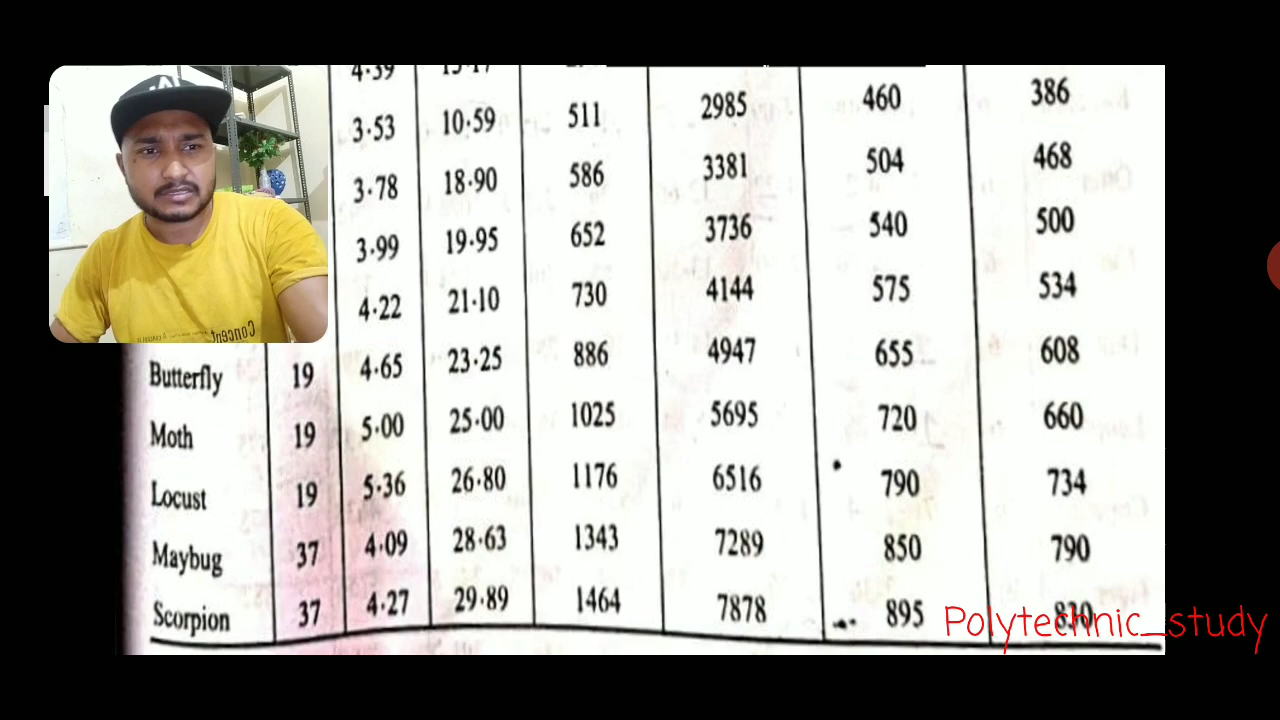 3·53 10·59 511 2985 460 386
3·78 18·90 586 3381 504 468
3·99 19·95 652 3736 540 500
4·22 21·10 730 4144 575 534
Butterfly 19 4·65 23·25 886 4947 655 608
Moth 19 5·00 25·00 1025 5695 720 660
Locust 19 5·36 26·80 1176 6516 790 734
Maybug 37 4·09 28·63 1343 7289 850 790
Scorpion 37 4·27 29·89 1464 7878 895 830
Polytechnic_study